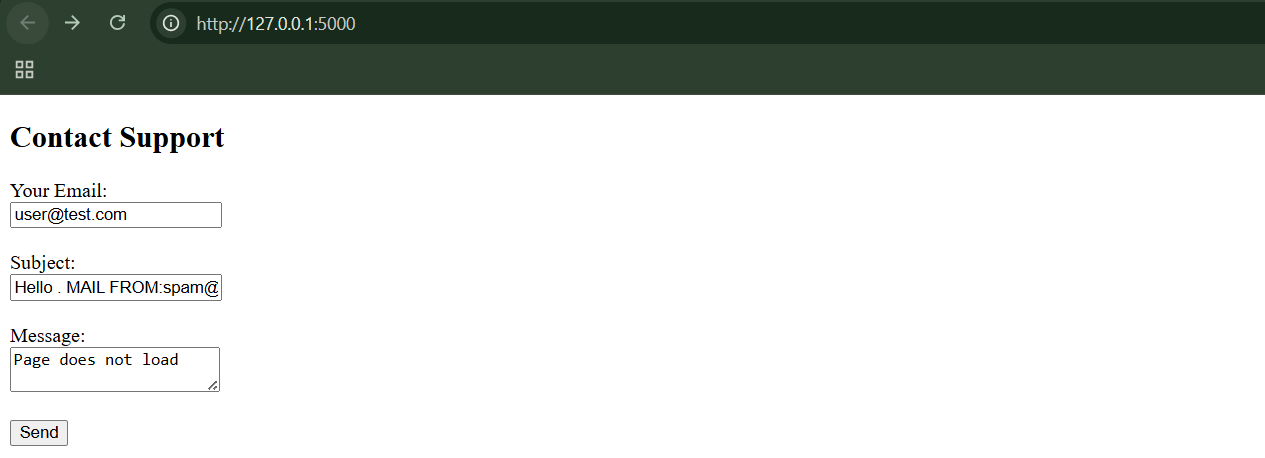 http://127.0.0.1:5000
Contact Support
Your Email:
user@test.com
Subject:
Hello . MAIL FROM:spam@
Message:
Page does not load
Send